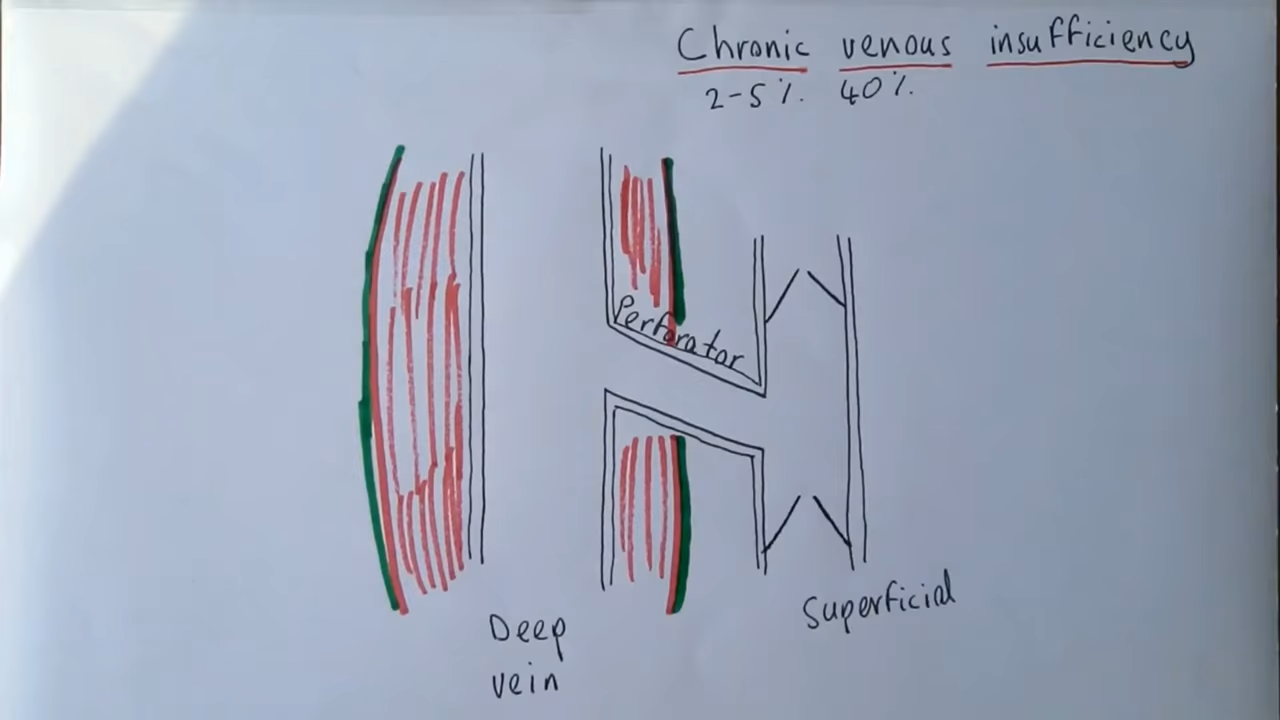 Chronic venous insufficiency
2-5%. 40%.
Perforator
Superficial
Deep
vein